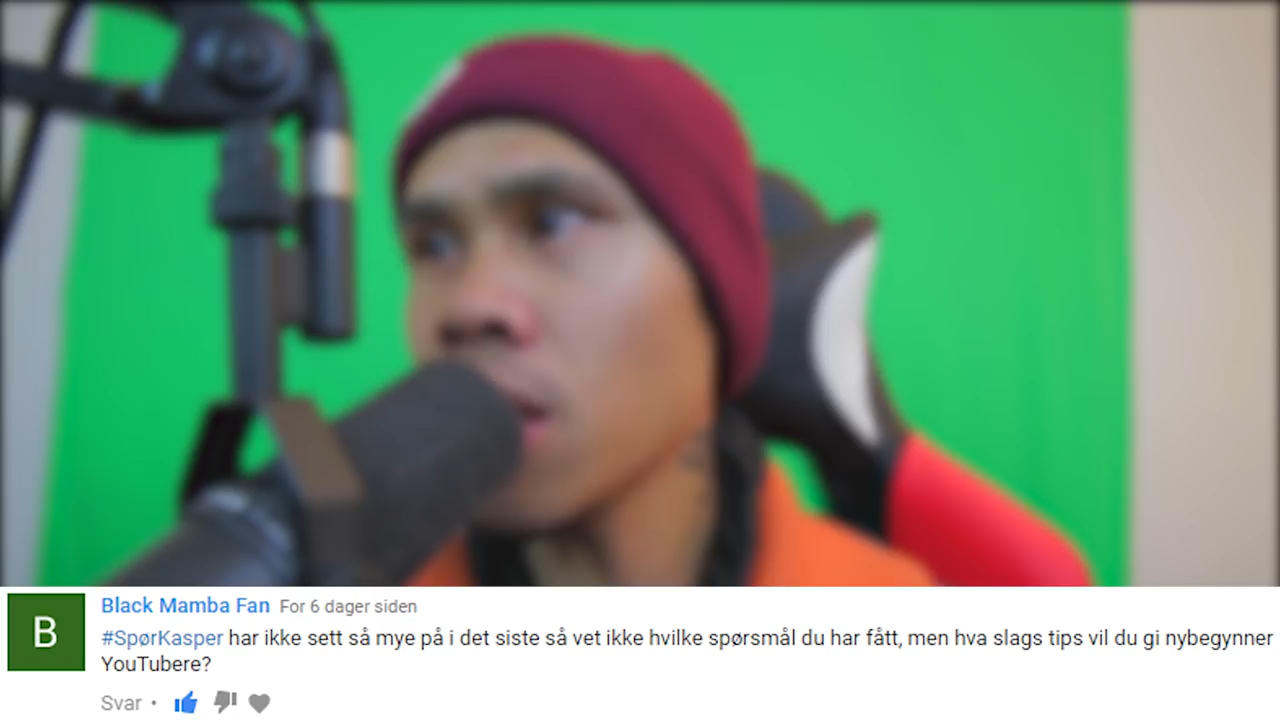 B
Black Mamba Fan For 6 dager siden
#SpørKasper har ikke sett så mye på i det siste så vet ikke hvilke spørsmål du har fått, men hva slags tips vil du gi nybegynner
YouTubere?
Svar •